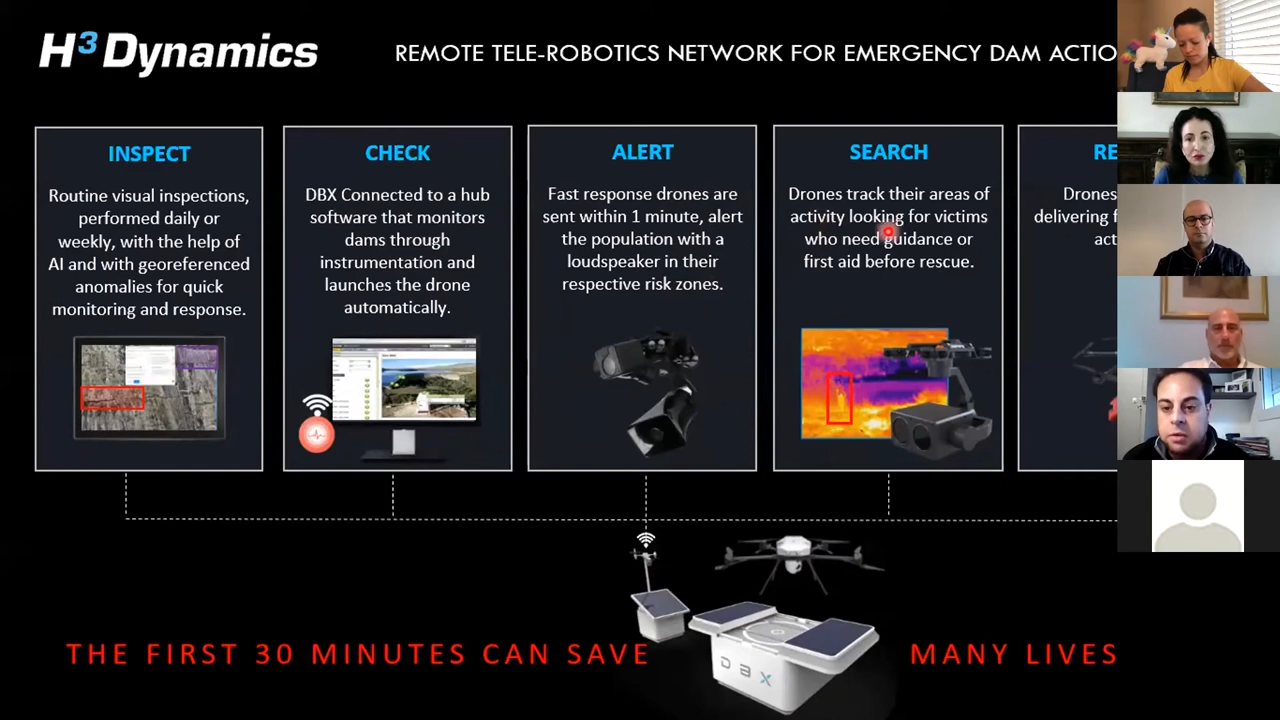 H³ Dynamics
REMOTE TELE-ROBOTICS NETWORK FOR EMERGENCY DAM ACTIO
INSPECT
Routine visual inspections,
performed daily or
weekly, with the help of
AI and with georeferenced
anomalies for quick
monitoring and response.
CHECK
DBX Connected to a hub
software that monitors
dams through
instrumentation and
launches the drone
automatically.
ALERT
Fast response drones are
sent within 1 minute, alert
the population with a
loudspeaker in their
respective risk zones.
SEARCH
Drones track their areas of
activity looking for victims
who need guidance or
first aid before rescue.
RE
Drones
delivering f
act
THE FIRST 30 MINUTES CAN SAVE
MANY LIVES
DBX